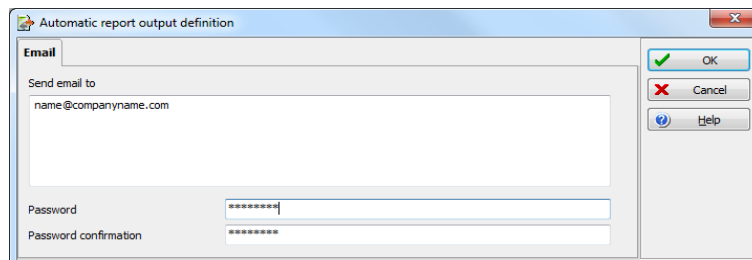 Automatic report output definition
Email
OK
Send email to
Cancel
name@companyname.com
Help
Password ********
Password confirmation ********